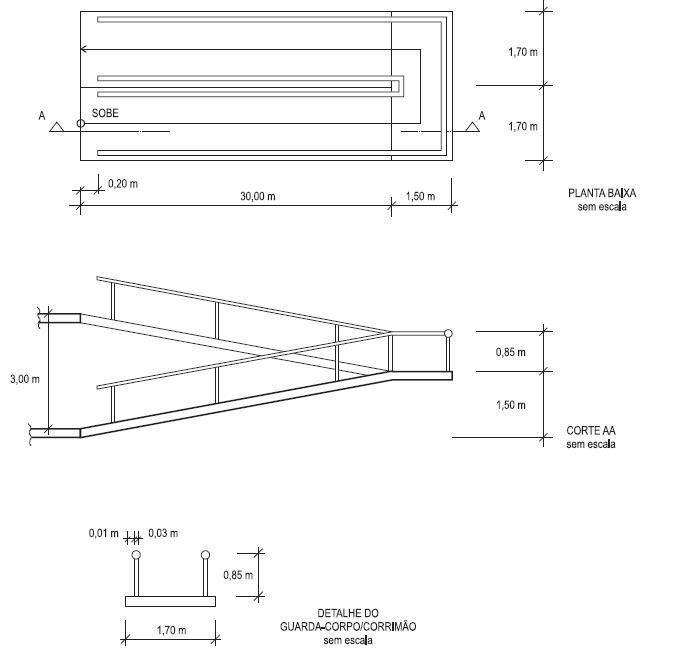 1,70 m
A
SOBE
A
1,70 m
0,20 m
30,00 m
1,50 m
PLANTA BAIXA
sem escala
0,85 m
3,00 m
1,50 m
CORTE AA
sem escala
0,01 m
0,03 m
0,85 m
1,70 m
DETALHE DO
GUARDA-CORPO/CORRIMÃO
sem escala